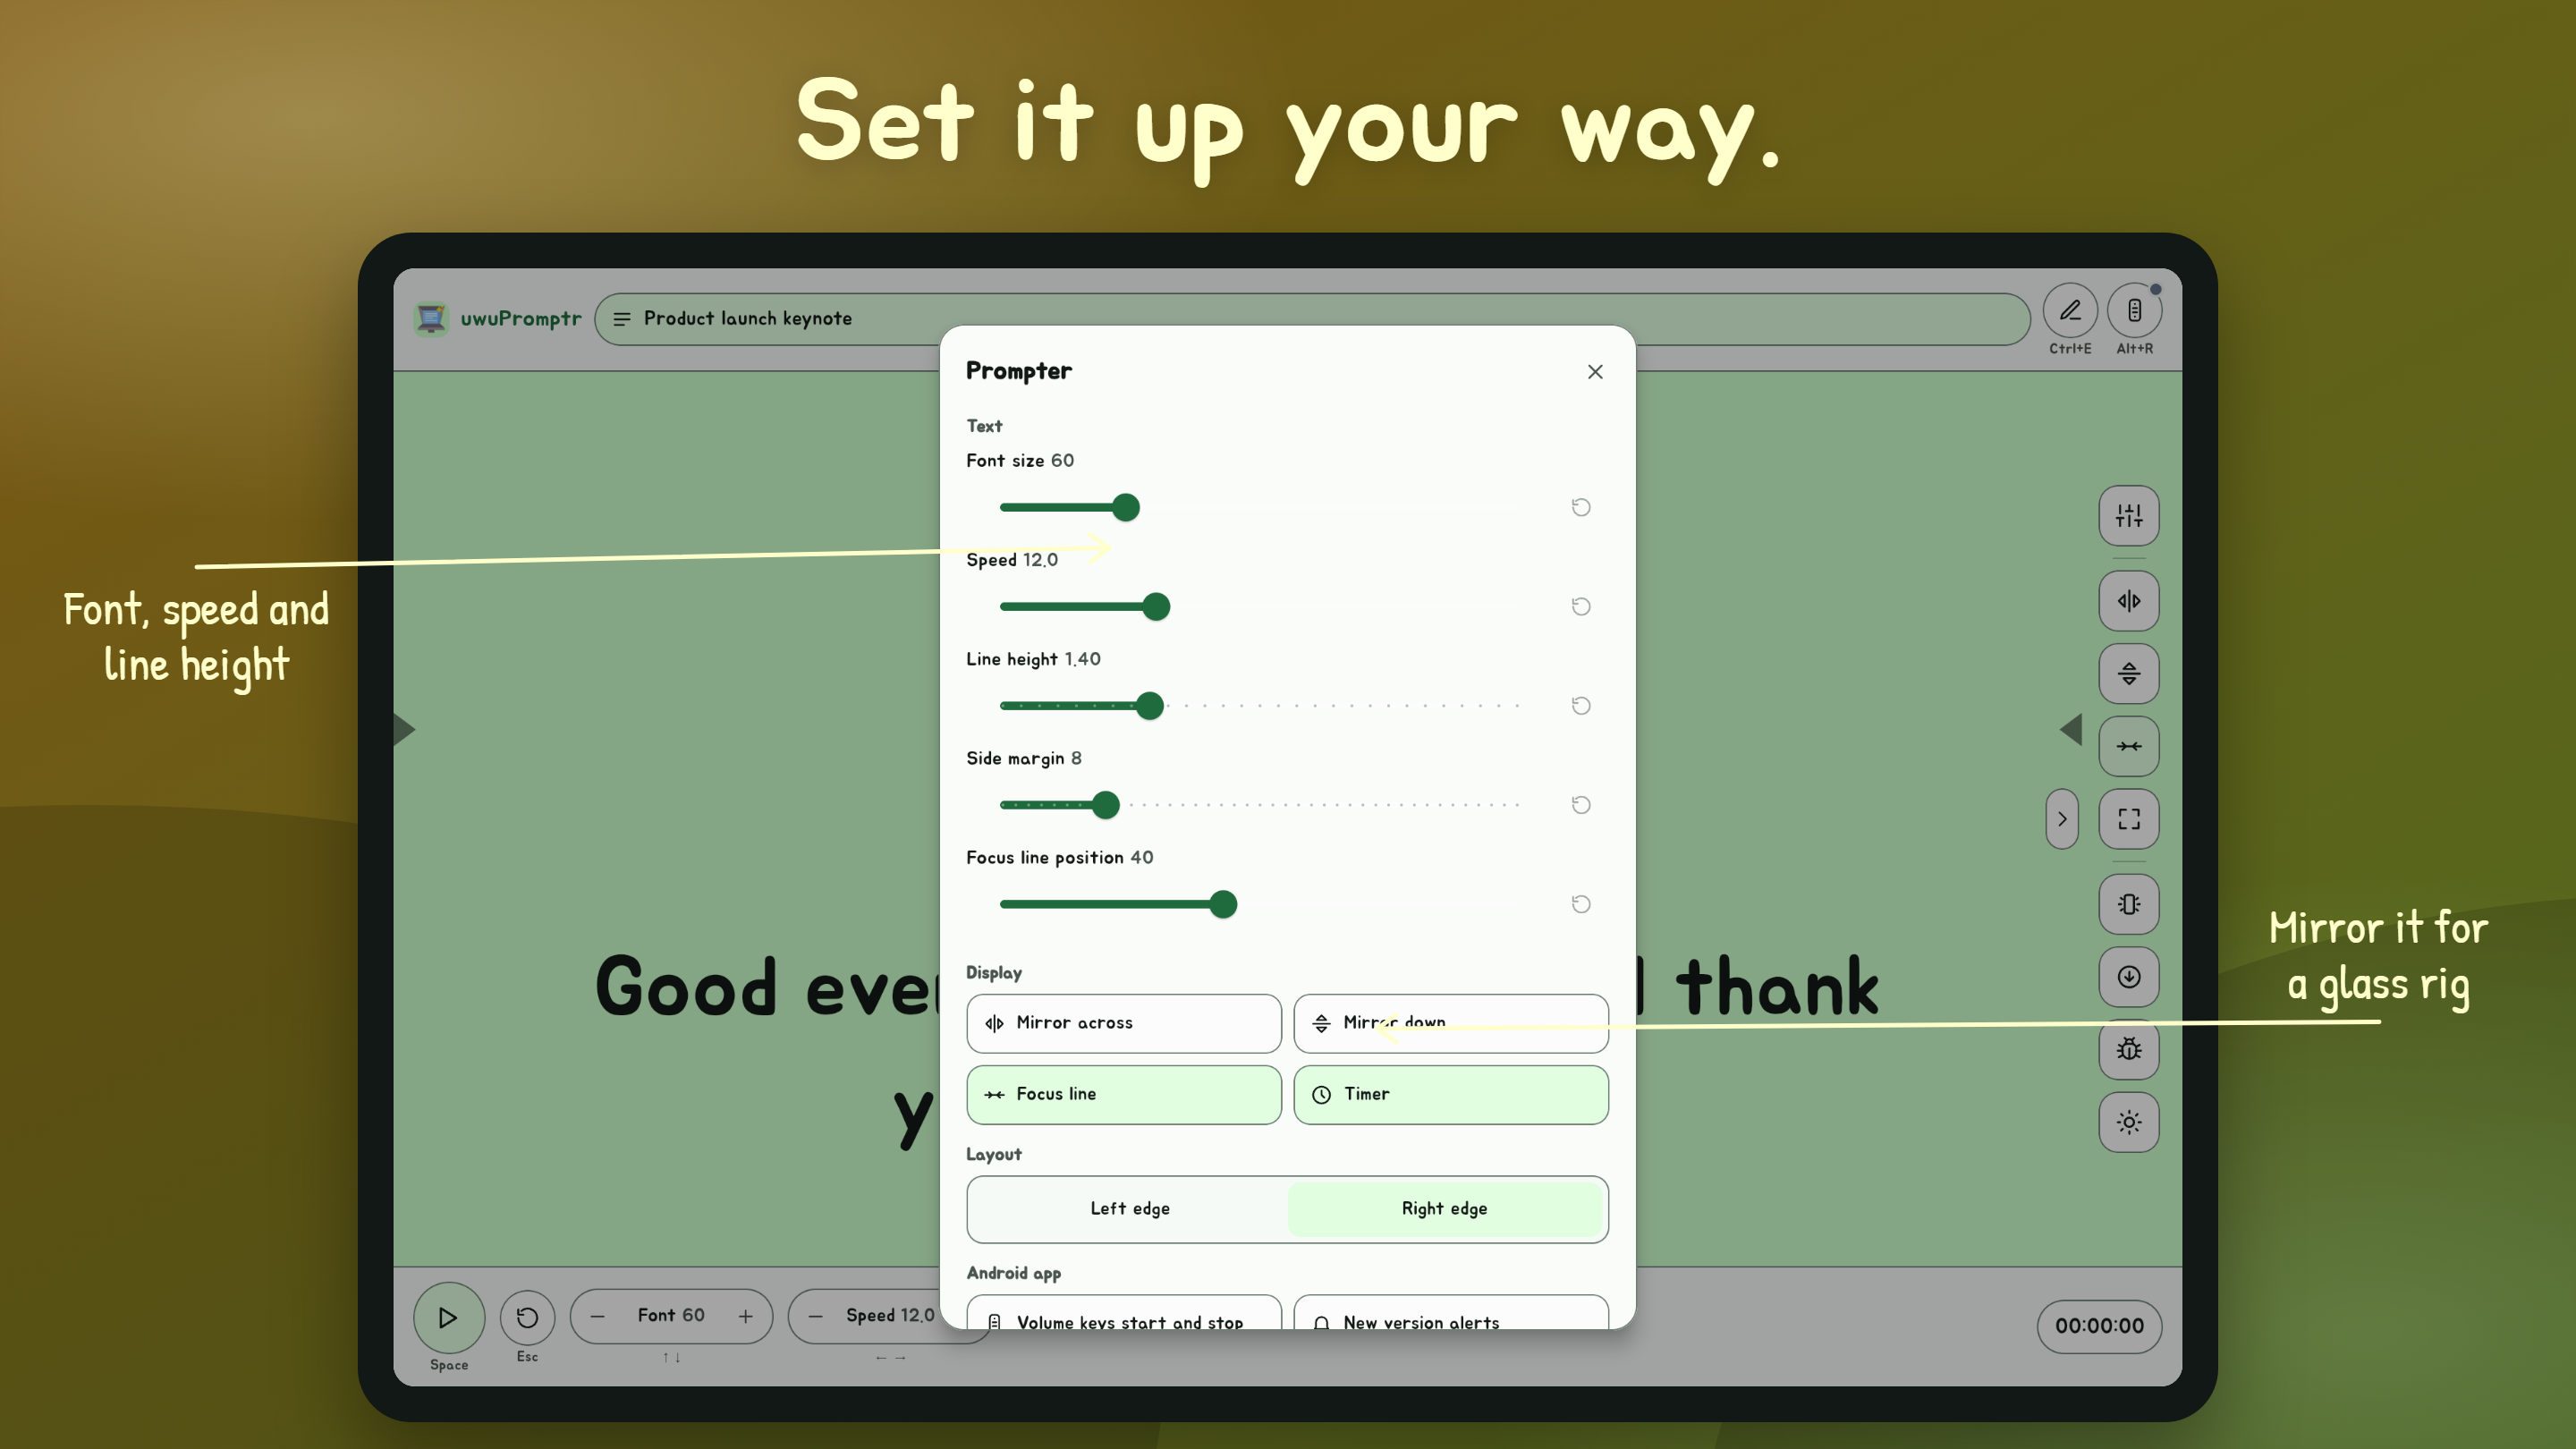 Set it up your way.
uwuPromptr
Product launch keynote
Ctrl+E
Alt+R
Prompter
Text
Font size 60
Speed 12.0
Line height 1.40
Side margin 8
Focus line position 40
Display
Mirror across
Mirror down
Focus line
Timer
Layout
Left edge
Right edge
Android app
Volume keys start and stop
New version alerts
Font, speed and
line height
Mirror it for
a glass rig
Good
thank
Font 60
Speed 12.0
00:00:00
Space
Esc
↑ ↓
← →